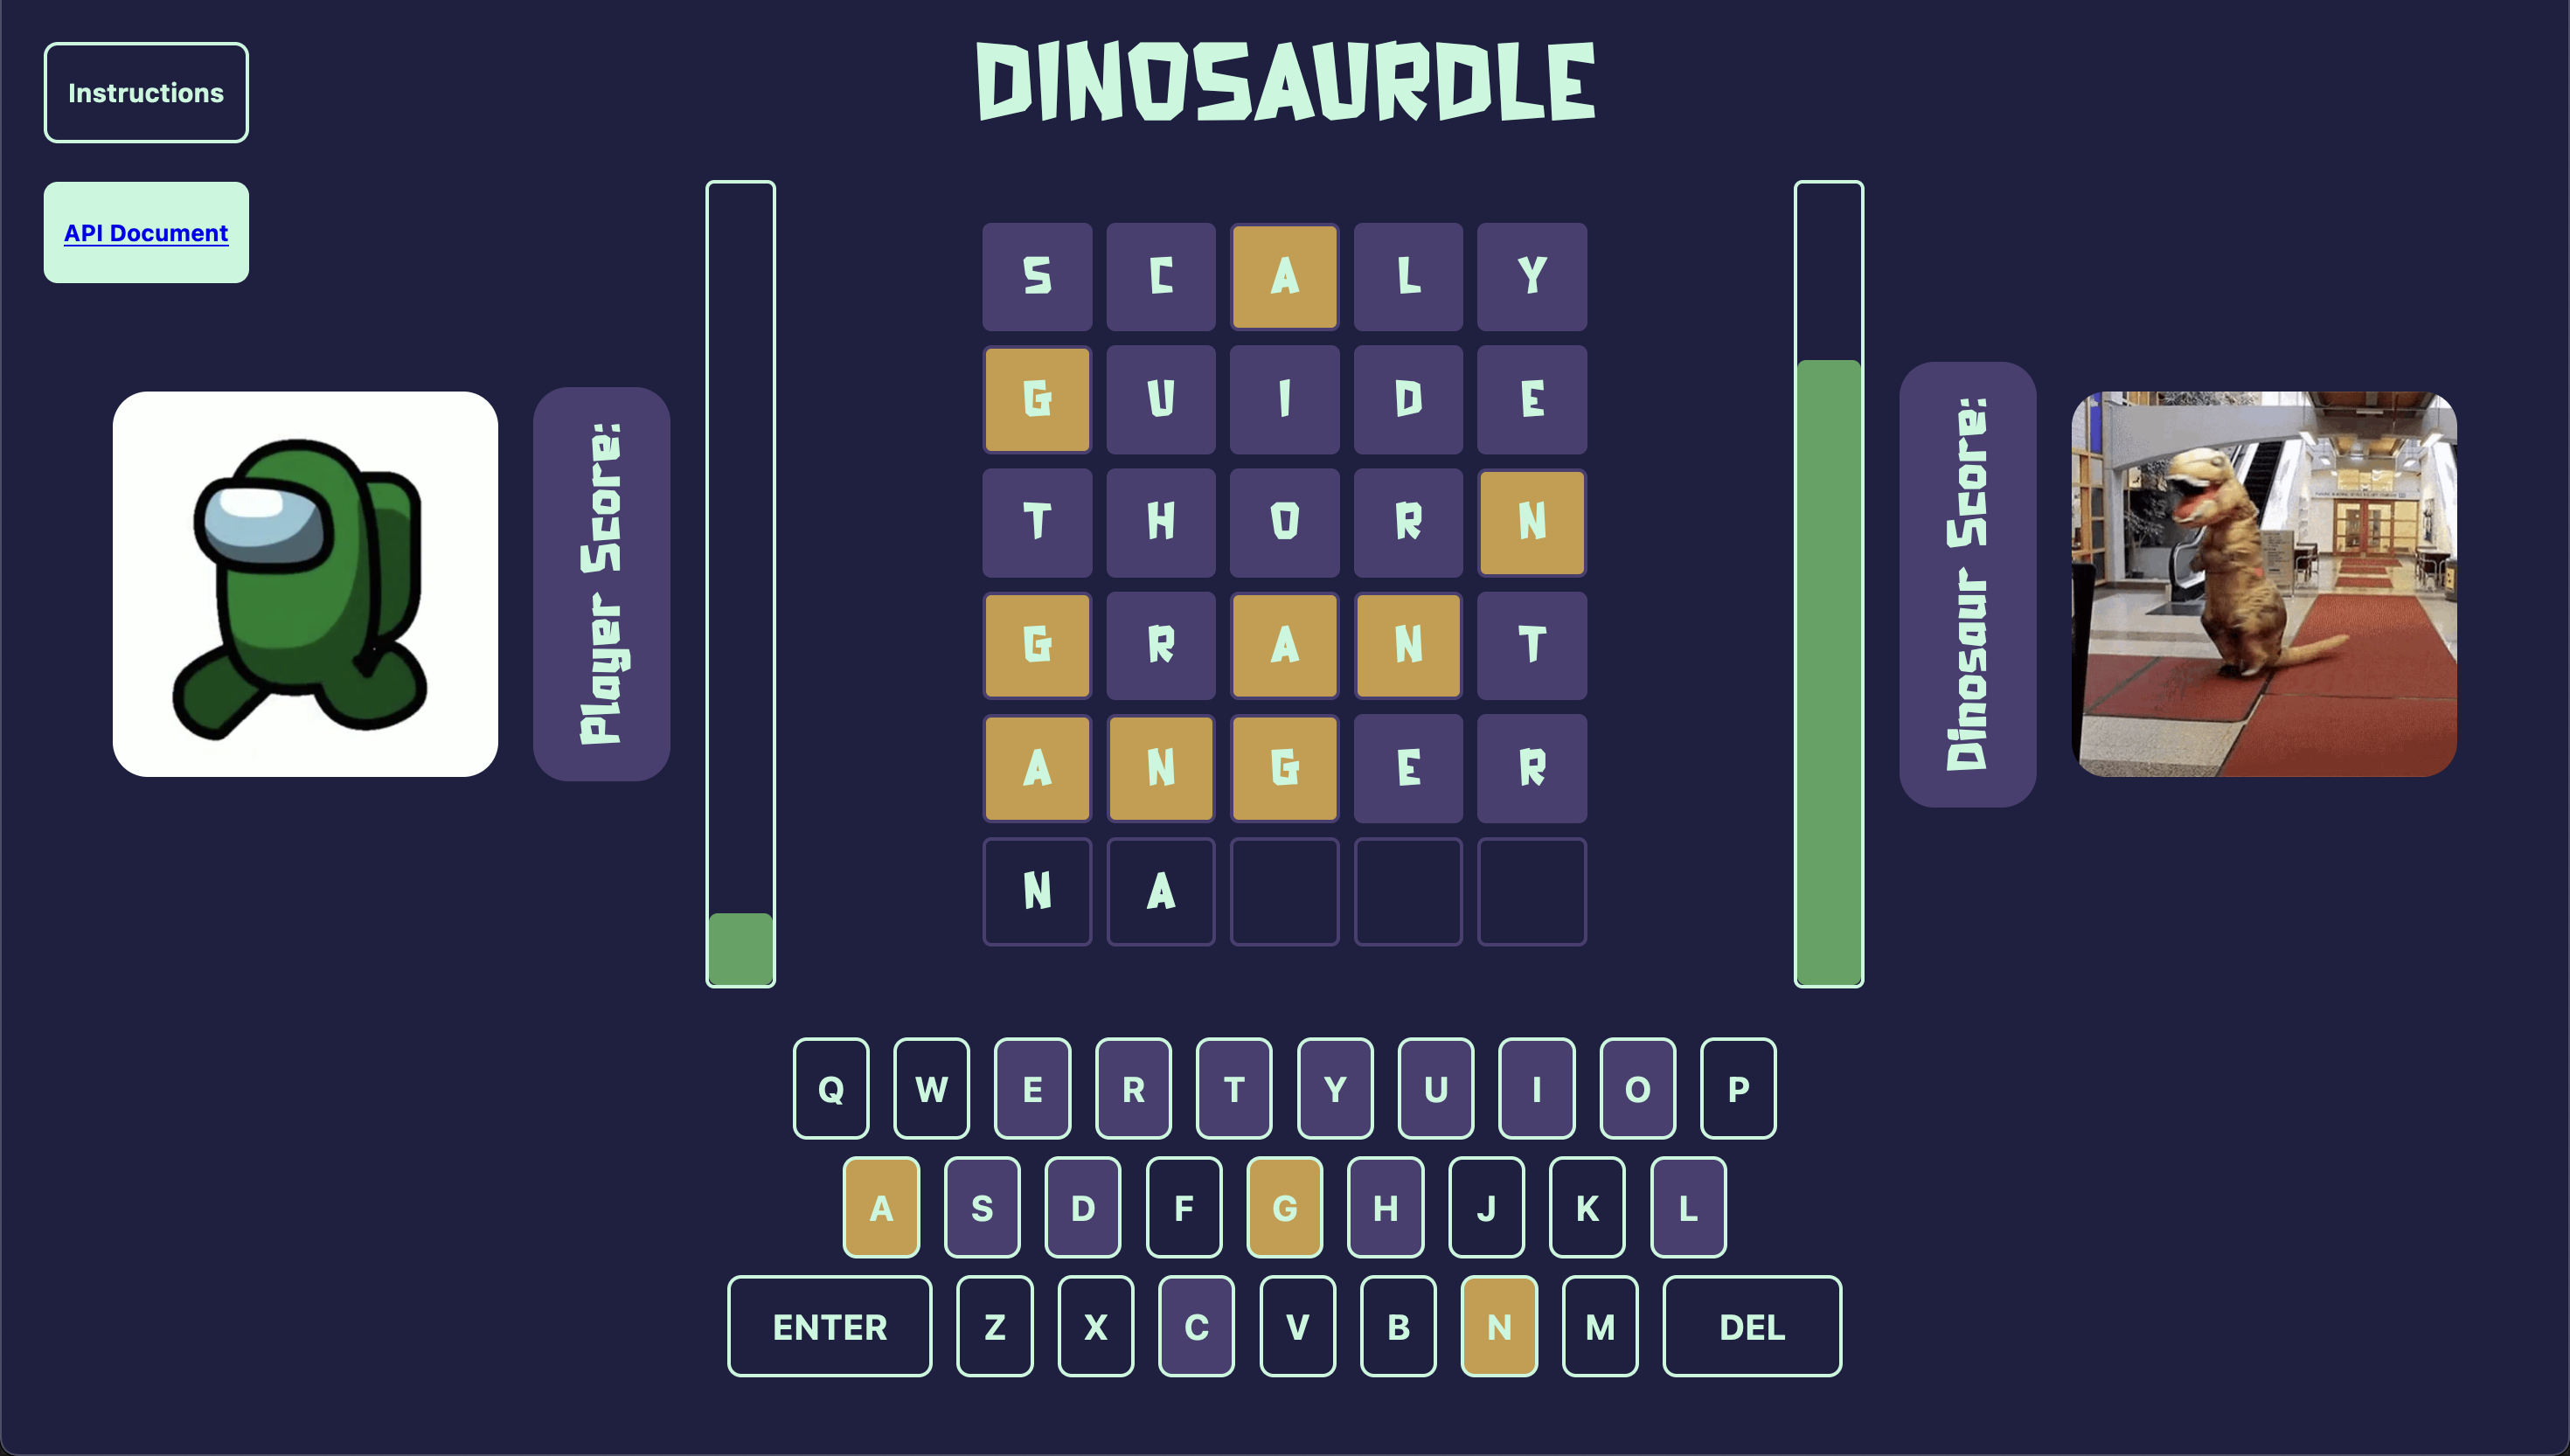 DINOSAURDLE
Instructions
API Document
Player Score:
S C A L Y
G U I D E
T H O R N
G R A N T
A N G E R
N A
Dinosaur Score:
Q W E R T Y U I O P
A S D F G H J K L
ENTER Z X C V B N M DEL